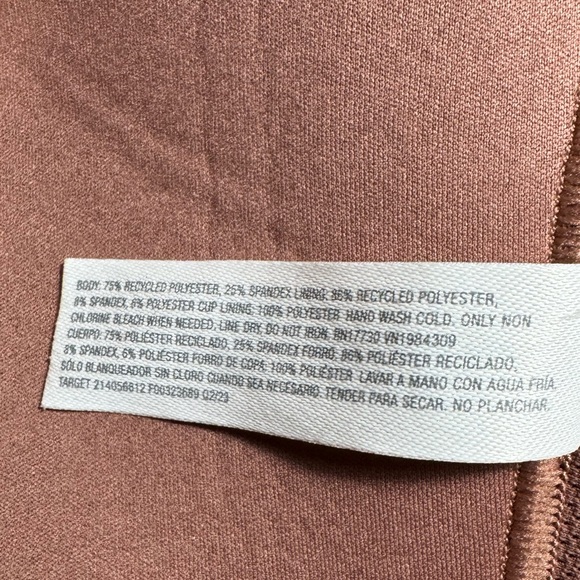 BODY: 75% RECYCLED POLYESTER, 25% SPANDEX LINING: 86% RECYCLED POLYESTER,
8% SPANDEX, 6% POLYESTER CUP LINING: 100% POLYESTER HAND WASH COLD. ONLY NON
CHLORINE BLEACH WHEN NEEDED. LINE DRY. DO NOT IRON. RN17730 VN1984309
CUERPO: 75% POLIÉSTER RECICLADO, 25% SPANDEX FORRO: 86% POLIÉSTER RECICLADO,
8% SPANDEX, 6% POLIÉSTER FORRO DE COPA: 100% POLIÉSTER LAVAR A MANO CON AGUA FRÍA.
SÓLO BLANQUEADOR SIN CLORO CUANDO SEA NECESARIO. TENDER PARA SECAR. NO PLANCHAR.
TARGET 214056612 F00323689 Q2/23